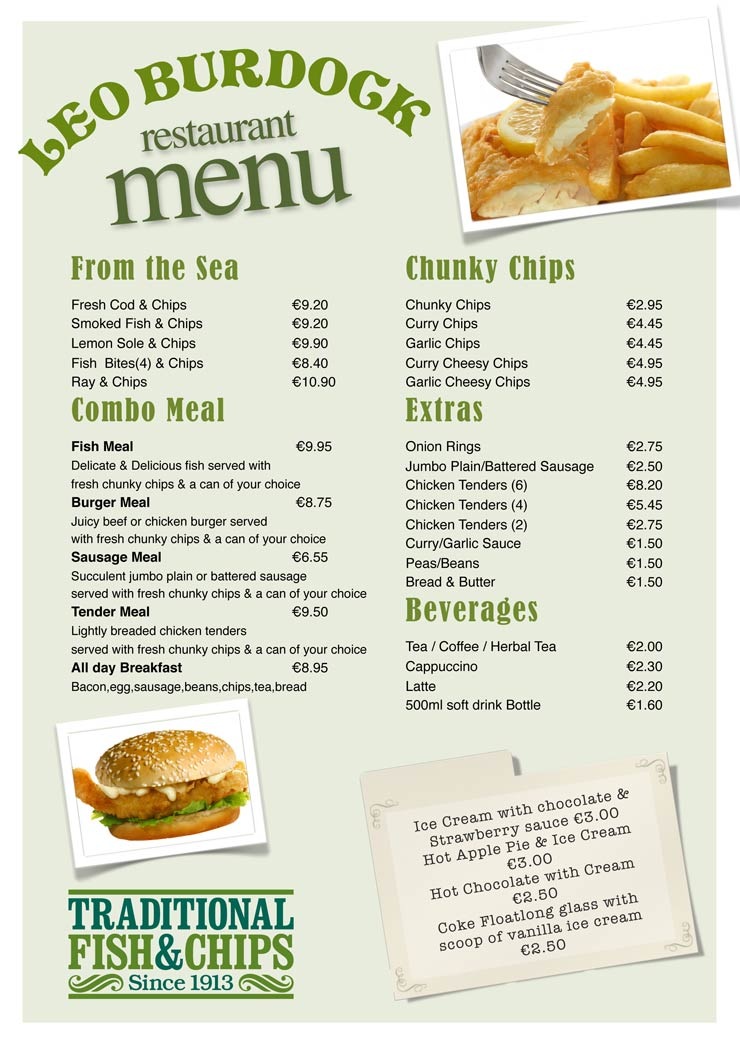 LEO BURDOCK
restaurant
menu
From the Sea
Fresh Cod & Chips €9.20
Smoked Fish & Chips €9.20
Lemon Sole & Chips €9.90
Fish Bites(4) & Chips €8.40
Ray & Chips €10.90
Combo Meal
Fish Meal €9.95
Delicate & Delicious fish served with
fresh chunky chips & a can of your choice
Burger Meal €8.75
Juicy beef or chicken burger served
with fresh chunky chips & a can of your choice
Sausage Meal €6.55
Succulent jumbo plain or battered sausage
served with fresh chunky chips & a can of your choice
Tender Meal €9.50
Lightly breaded chicken tenders
served with fresh chunky chips & a can of your choice
All day Breakfast €8.95
Bacon,egg,sausage,beans,chips,tea,bread
Chunky Chips
Chunky Chips €2.95
Curry Chips €4.45
Garlic Chips €4.45
Curry Cheesy Chips €4.95
Garlic Cheesy Chips €4.95
Extras
Onion Rings €2.75
Jumbo Plain/Battered Sausage €2.50
Chicken Tenders (6) €8.20
Chicken Tenders (4) €5.45
Chicken Tenders (2) €2.75
Curry/Garlic Sauce €1.50
Peas/Beans €1.50
Bread & Butter €1.50
Beverages
Tea / Coffee / Herbal Tea €2.00
Cappuccino €2.30
Latte €2.20
500ml soft drink Bottle €1.60
Ice Cream with chocolate &
Strawberry sauce €3.00
Hot Apple Pie & Ice Cream
€3.00
Hot Chocolate with Cream
€2.50
Coke Floatlong glass with
scoop of vanilla ice cream
€2.50
TRADITIONAL
FISH&CHIPS
Since 1913